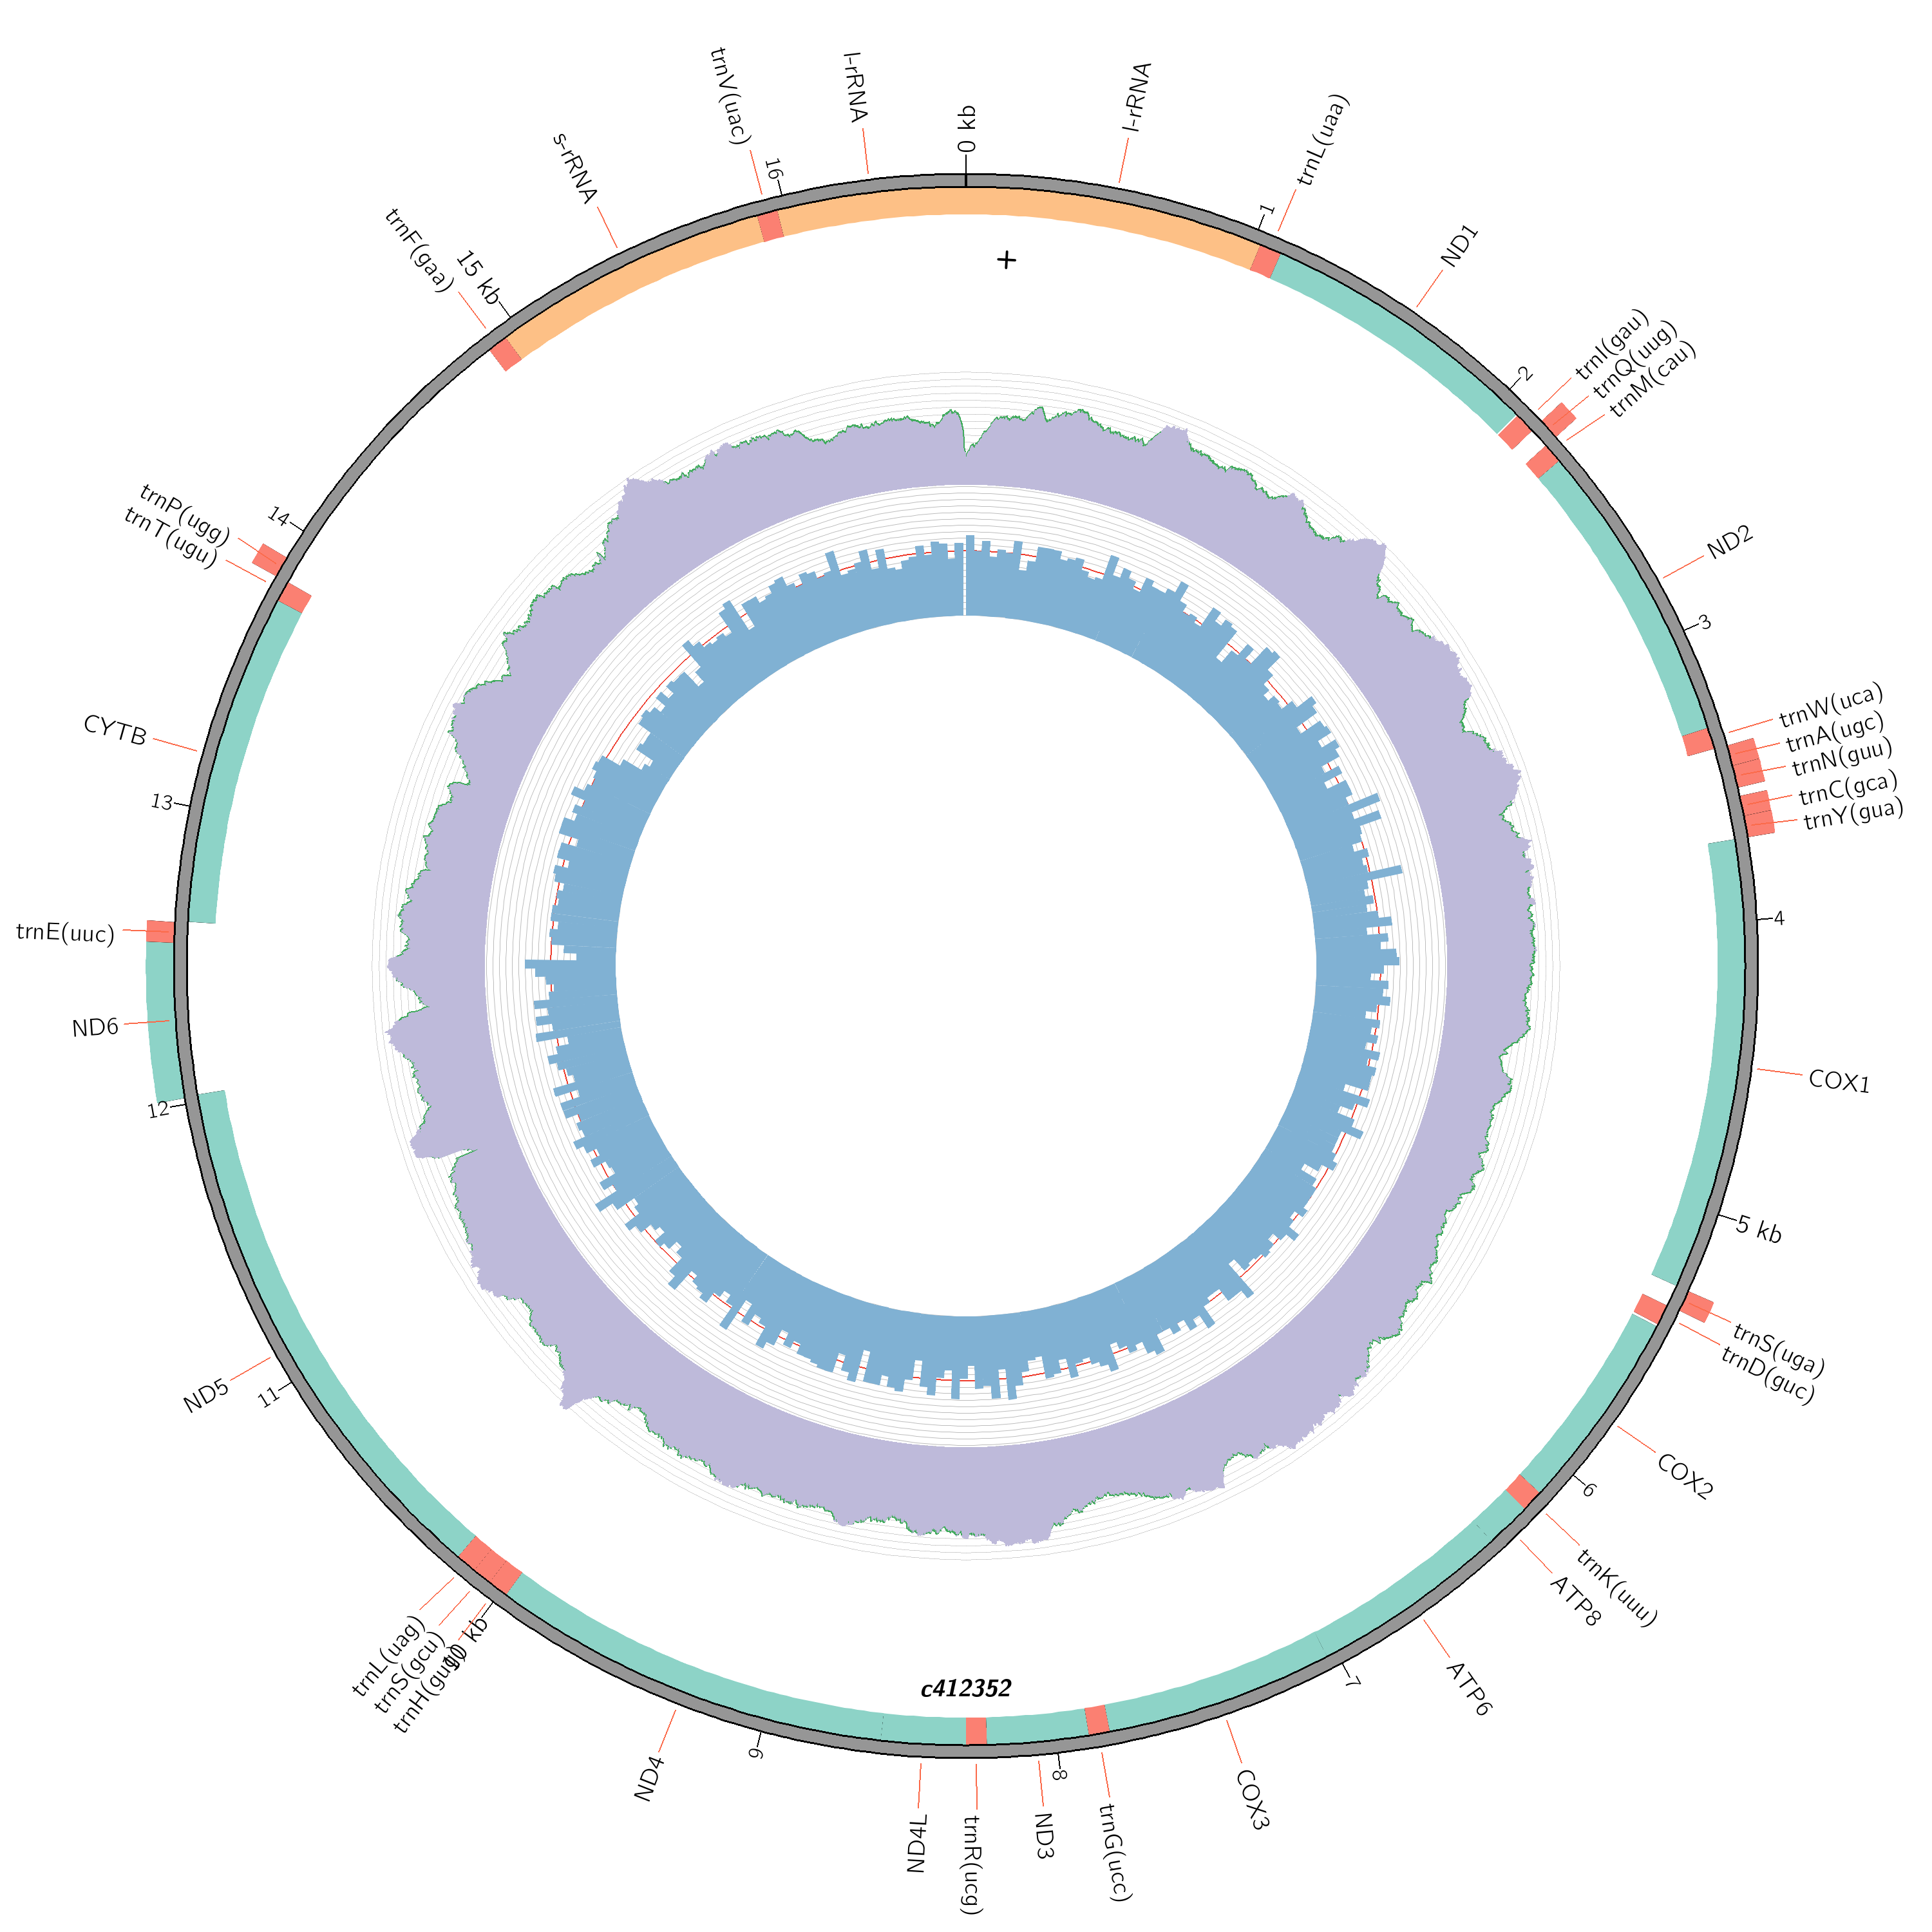 0 kb
l-rRNA
trnL(uaa)
1
ND1
2
trnI(gau)
trnQ(uug)
trnM(cau)
ND2
3
trnW(uca)
trnA(ugc)
trnN(guu)
trnC(gca)
trnY(gua)
4
COX1
5 kb
trnS(uga)
trnD(guc)
COX2
6
trnK(uuu)
ATP8
ATP6
7
COX3
trnG(ucc)
8
ND3
trnR(ucg)
ND4L
9
ND4
10 kb
trnH(gug)
trnS(gcu)
trnL(uag)
11
ND5
12
ND6
trnE(uuc)
13
CYTB
trnT(ugu)
trnP(ugg)
14
trnF(gaa)
15 kb
s-rRNA
trnV(uac)
16
l-rRNA
+
c412352